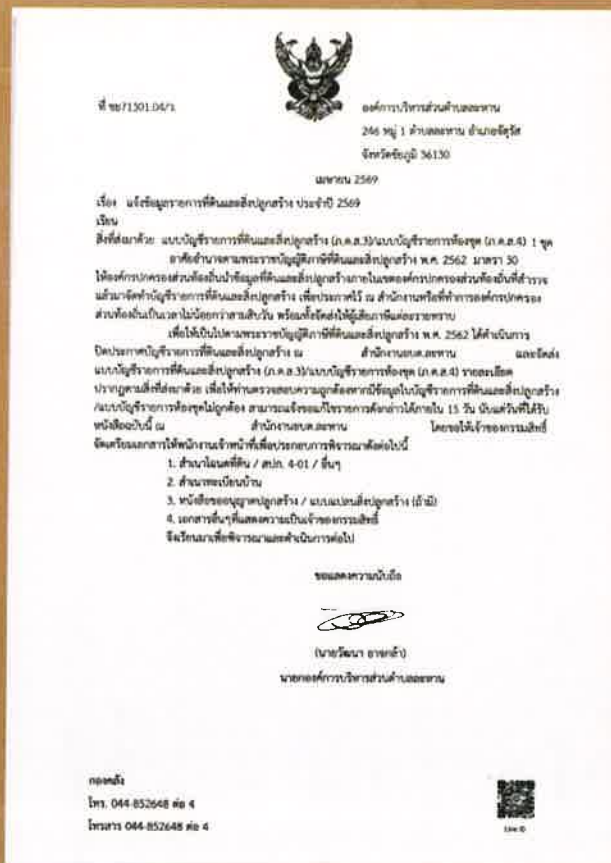 ที่ ชย71501.04/ว
องค์การบริหารส่วนตำบลละหาน
246 หมู่ 1 ตำบลละหาน อำเภอจัตุรัส
จังหวัดชัยภูมิ 36130
เมษายน 2569
เรื่อง แจ้งข้อมูลรายการที่ดินและสิ่งปลูกสร้าง ประจำปี 2569
เรียน
สิ่งที่ส่งมาด้วย แบบบัญชีรายการที่ดินและสิ่งปลูกสร้าง (ภ.ด.ส.3)/แบบบัญชีรายการห้องชุด (ภ.ด.ส.4) 1 ชุด
อาศัยอำนาจตามพระราชบัญญัติภาษีที่ดินและสิ่งปลูกสร้าง พ.ศ. 2562 มาตรา 30
ให้องค์กรปกครองส่วนท้องถิ่นนำข้อมูลที่ดินและสิ่งปลูกสร้างภายในเขตองค์กรปกครองส่วนท้องถิ่นที่สำรวจ
แล้วมาจัดทำบัญชีรายการที่ดินและสิ่งปลูกสร้าง เพื่อประกาศไว้ ณ สำนักงานหรือที่ทำการองค์กรปกครอง
ส่วนท้องถิ่นเป็นเวลาไม่น้อยกว่าสามสิบวัน พร้อมทั้งจัดส่งให้ผู้เสียภาษีแต่ละรายทราบ
เพื่อให้เป็นไปตามพระราชบัญญัติภาษีที่ดินและสิ่งปลูกสร้าง พ.ศ. 2562 ได้ดำเนินการ
ปิดประกาศบัญชีรายการที่ดินและสิ่งปลูกสร้าง ณ สำนักงานอบต.ละหาน และจัดส่ง
แบบบัญชีรายการที่ดินและสิ่งปลูกสร้าง (ภ.ด.ส.3)/แบบบัญชีรายการห้องชุด (ภ.ด.ส.4) รายละเอียด
ปรากฏตามสิ่งที่ส่งมาด้วย เพื่อให้ท่านตรวจสอบความถูกต้องหากมีข้อมูลในบัญชีรายการที่ดินและสิ่งปลูกสร้าง
/แบบบัญชีรายการห้องชุดไม่ถูกต้อง สามารถแจ้งขอแก้ไขรายการดังกล่าวได้ภายใน 15 วัน นับแต่วันที่ได้รับ
หนังสือฉบับนี้ ณ สำนักงานอบต.ละหาน โดยขอให้เจ้าของกรรมสิทธิ์
จัดเตรียมเอกสารให้พนักงานเจ้าหน้าที่เพื่อประกอบการพิจารณาดังต่อไปนี้
1. สำเนาโฉนดที่ดิน / สปก. 4-01 / อื่นๆ
2. สำเนาทะเบียนบ้าน
3. หนังสือขออนุญาตปลูกสร้าง / แบบแปลนสิ่งปลูกสร้าง (ถ้ามี)
4. เอกสารอื่นๆที่แสดงความเป็นเจ้าของกรรมสิทธิ์
จึงเรียนมาเพื่อพิจารณาและดำเนินการต่อไป
ขอแสดงความนับถือ
(นายวัฒนา อาจกล้า)
นายกองค์การบริหารส่วนตำบลละหาน
กองคลัง
โทร. 044-852648 ต่อ 4
โทรสาร 044-852648 ต่อ 4
Line ID